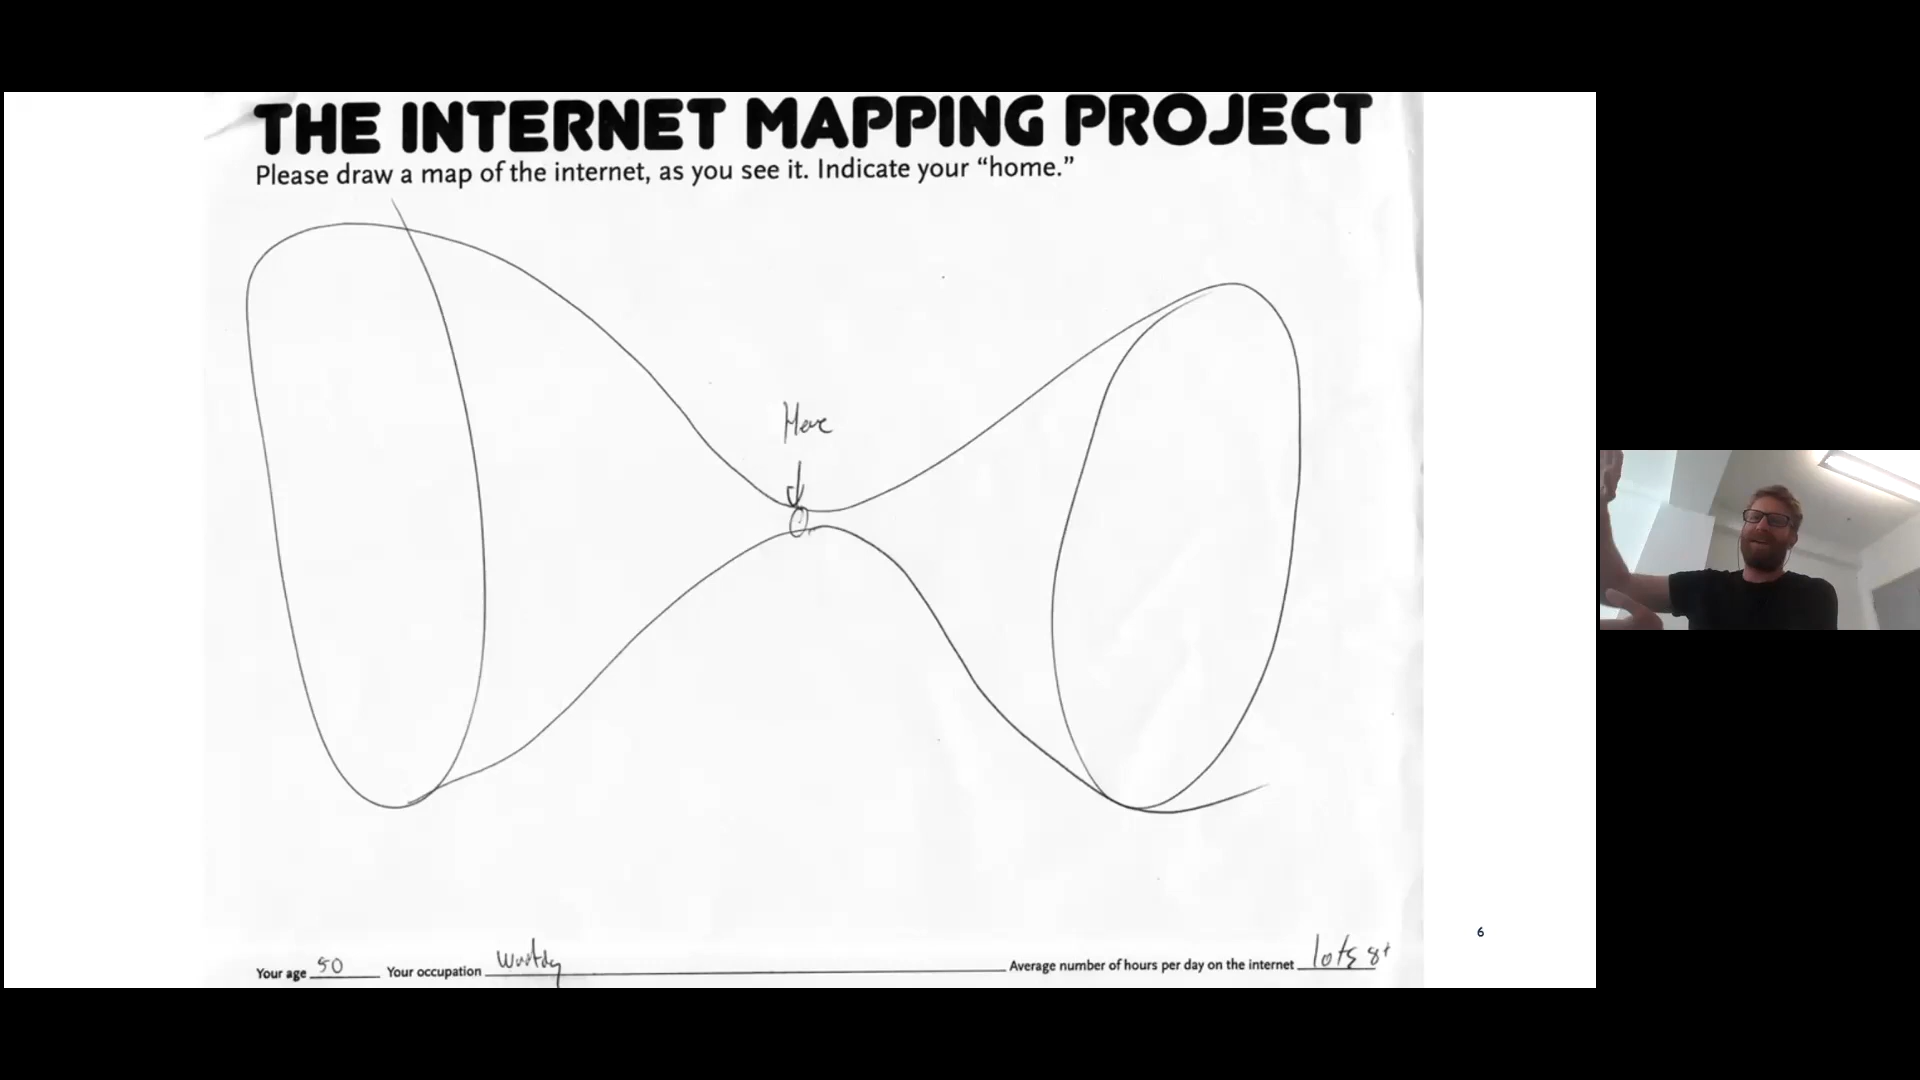 THE INTERNET MAPPING PROJECT
Please draw a map of the internet, as you see it. Indicate your “home.”
Here
Your age 50 Your occupation Average number of hours per day on the internet lots 8+
6